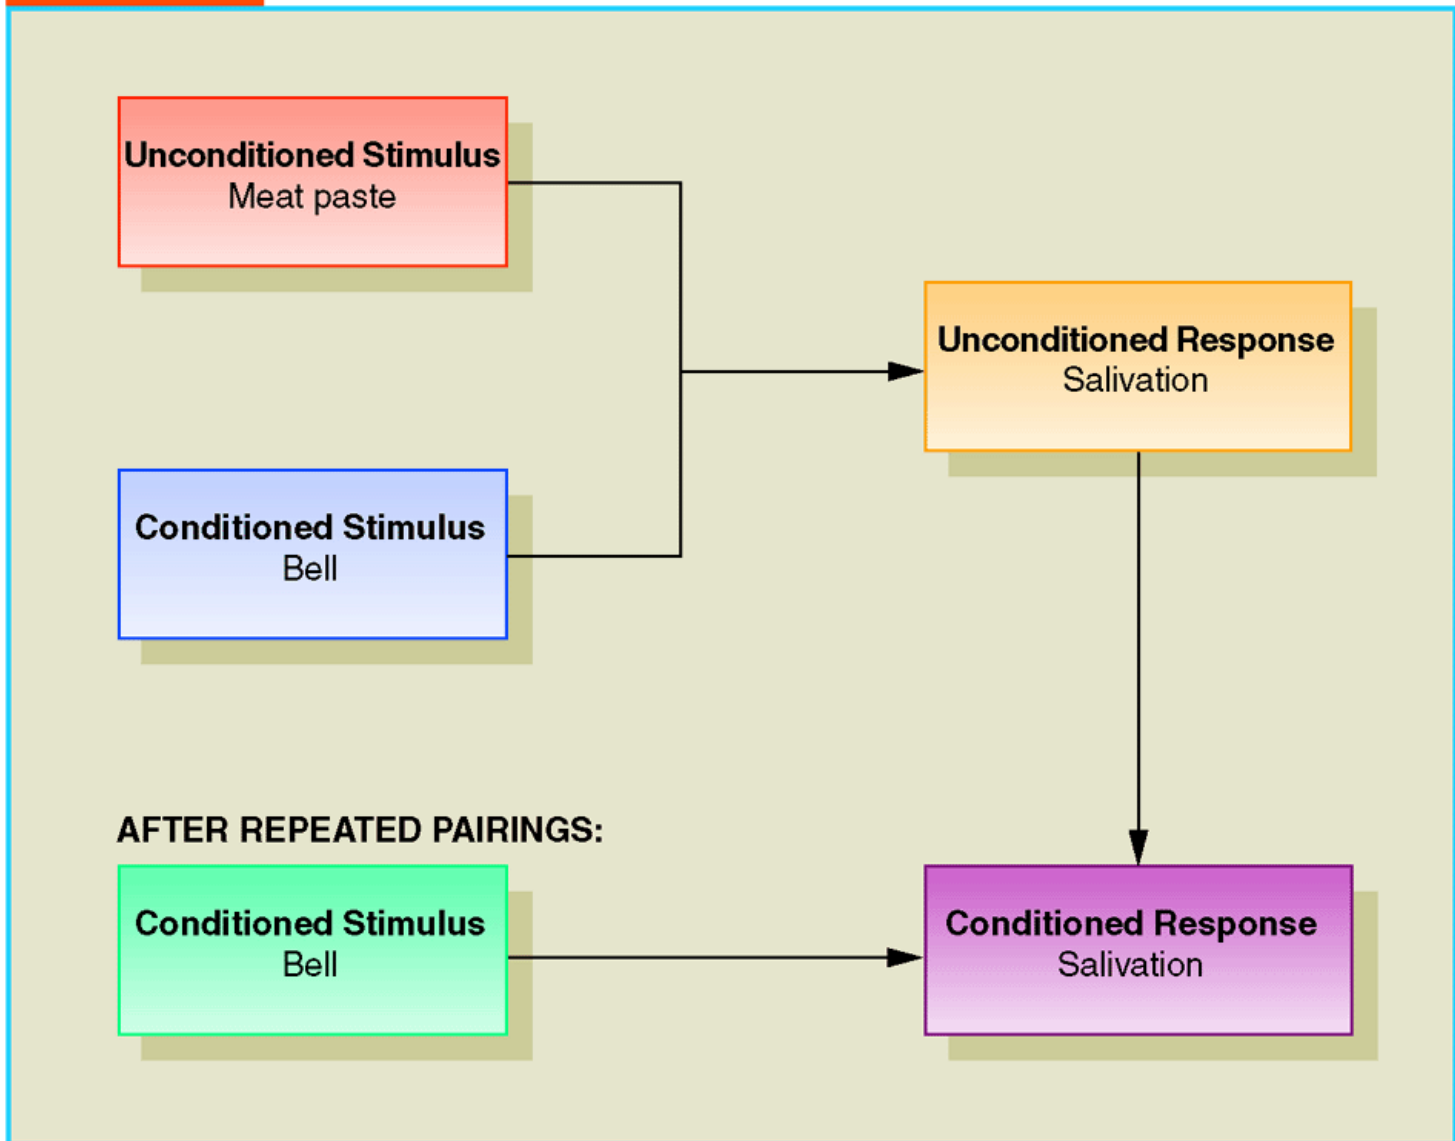 Unconditioned Stimulus
Meat paste
Unconditioned Response
Salivation
Conditioned Stimulus
Bell
AFTER REPEATED PAIRINGS:
Conditioned Stimulus
Bell
Conditioned Response
Salivation